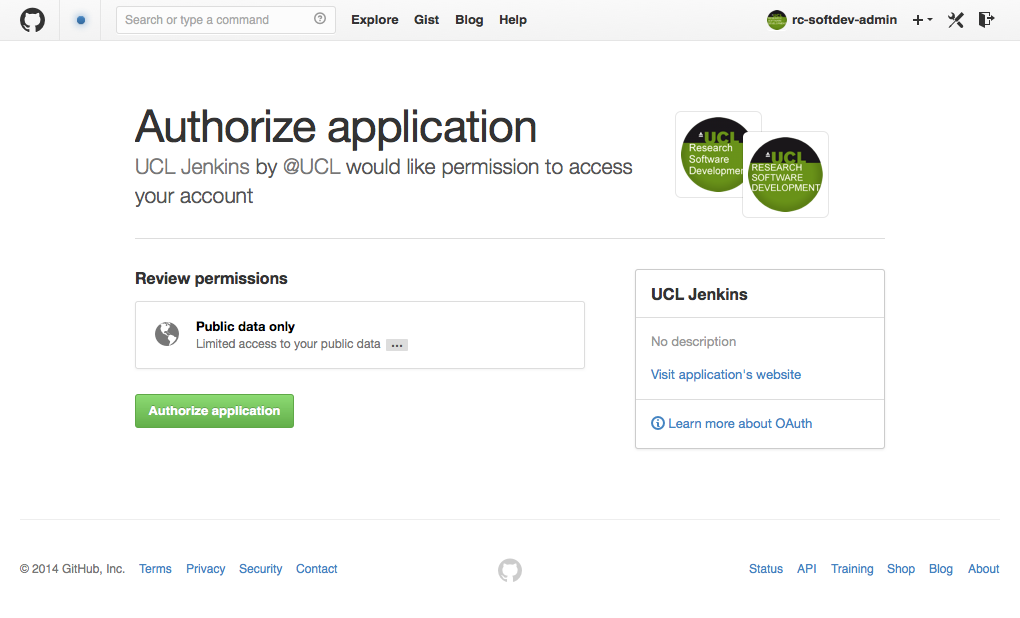 Search or type a command
Explore Gist Blog Help
rc-softdev-admin
Authorize application
UCL Jenkins by @UCL would like permission to access
your account
UCL
Research
Software
Developmen
UCL
RESEARCH
SOFTWARE
DEVELOPMENT
Review permissions
Public data only
Limited access to your public data ...
Authorize application
UCL Jenkins
No description
Visit application's website
Learn more about OAuth
© 2014 GitHub, Inc. Terms Privacy Security Contact
Status API Training Shop Blog About